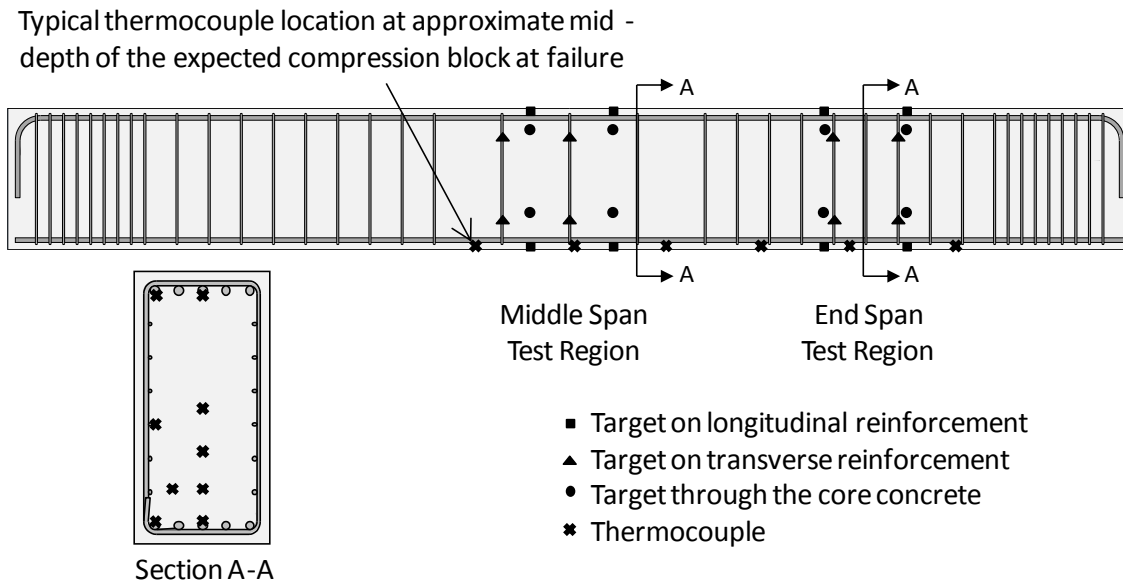 Typical thermocouple location at approximate mid -
depth of the expected compression block at failure
A
A
A
A
Middle Span
Test Region
End Span
Test Region
Target on longitudinal reinforcement
Target on transverse reinforcement
Target through the core concrete
Thermocouple
Section A-A